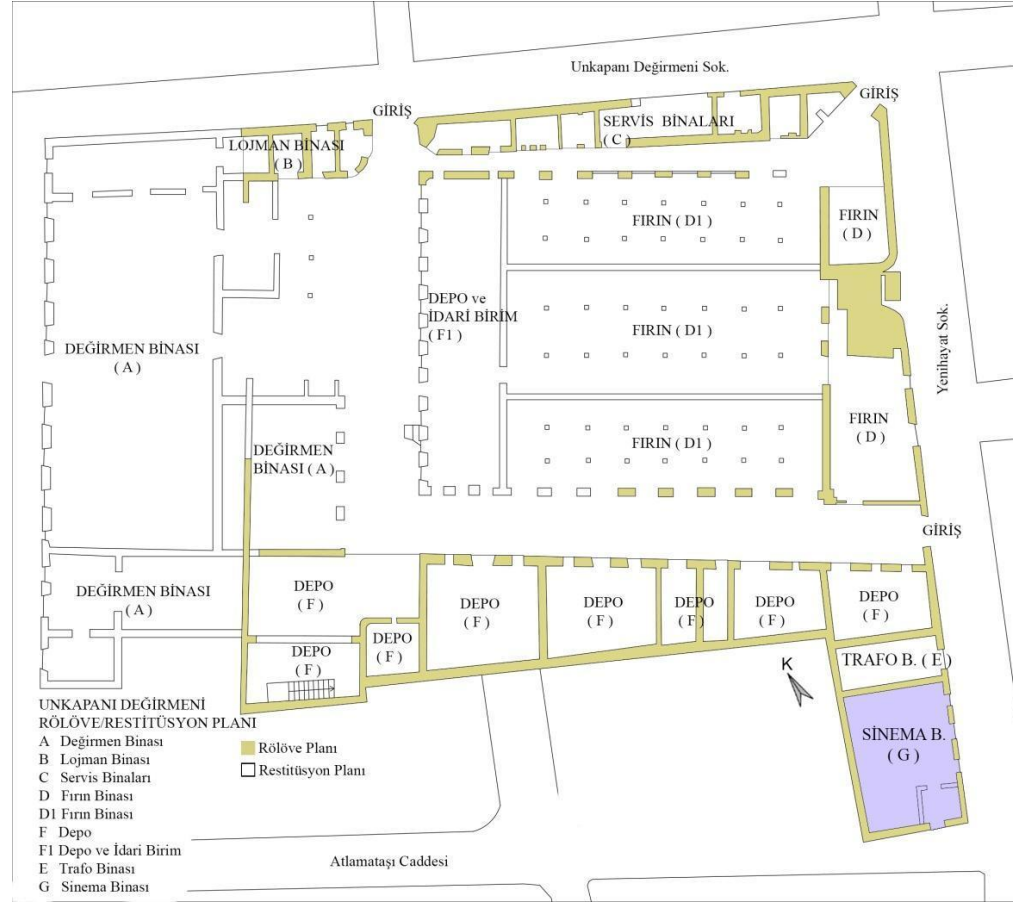 Unkapanı Değirmeni Sok.
GİRİŞ
GİRİŞ
SERVİS BİNALARI
( C )
LOJMAN BİNASI
( B )
FIRIN ( D1 )
FIRIN
( D )
DEPO ve
İDARİ BİRİM
( F1 )
FIRIN ( D1 )
Yenihayat Sok.
DEĞİRMEN BİNASI
( A )
FIRIN ( D1 )
FIRIN
( D )
DEĞİRMEN
BİNASI ( A )
GİRİŞ
DEĞİRMEN BİNASI
( A )
DEPO
( F )
DEPO
( F )
DEPO
( F )
DEPO
( F )
DEPO
( F )
DEPO
( F )
DEPO
( F )
DEPO
( F )
TRAFO B. ( E )
K
SİNEMA B.
( G )
UNKAPANI DEĞİRMENİ
RÖLÖVE/RESTİTÜSYON PLANI
A Değirmen Binası
B Lojman Binası
C Servis Binaları
D Fırın Binası
D1 Fırın Binası
F Depo
F1 Depo ve İdari Birim
E Trafo Binası
G Sinema Binası
Rölöve Planı
Restitüsyon Planı
Atlamataşı Caddesi